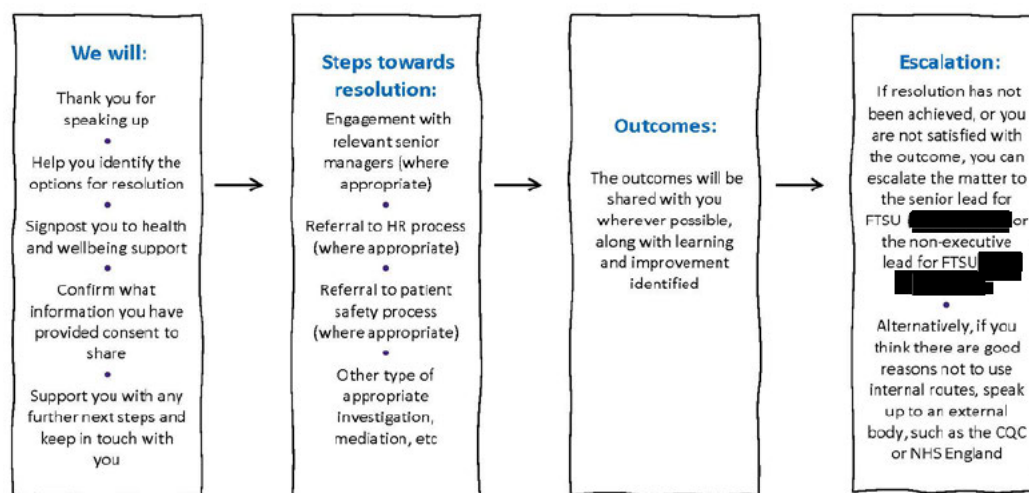 We will:
Thank you for
speaking up
•
Help you identify the
options for resolution
•
Signpost you to health
and wellbeing support
•
Confirm what
information you have
provided consent to
share
•
Support you with any
further next steps and
keep in touch with
you
Steps towards
resolution:
Engagement with
relevant senior
managers (where
appropriate)
•
Referral to HR process
(where appropriate)
•
Referral to patient
safety process
(where appropriate)
•
Other type of
appropriate
investigation,
mediation, etc
Outcomes:
The outcomes will be
shared with you
wherever possible,
along with learning
and improvement
identified
Escalation:
If resolution has not
been achieved, or you
are not satisfied with
the outcome, you can
escalate the matter to
the senior lead for
FTSU ( or
the non-executive
lead for FTSU
•
Alternatively, if you
think there are good
reasons not to use
internal routes, speak
up to an external
body, such as the CQC
or NHS England